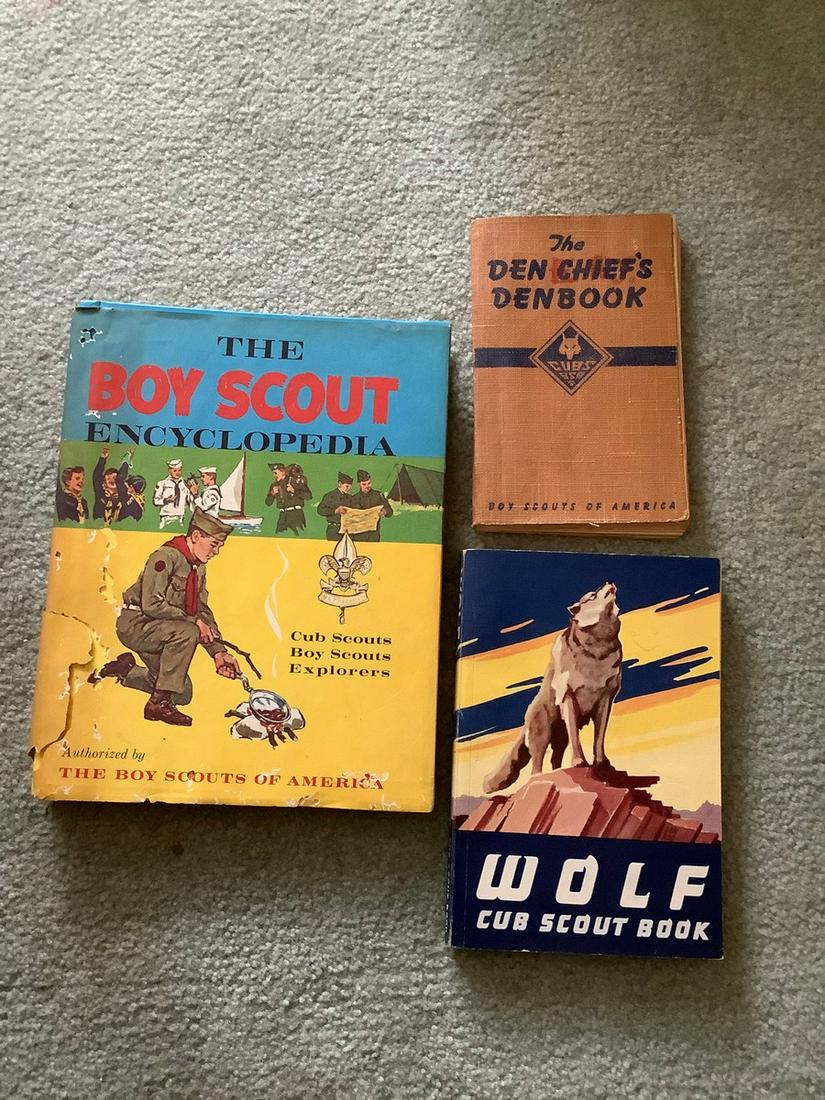 THE
BOY SCOUT
ENCYCLOPEDIA
Cub Scouts
Boy Scouts
Explorers
Authorized by
THE BOY SCOUTS OF AMERICA
The
DEN CHIEF'S
DENBOOK
CUBS
BSA
BOY SCOUTS OF AMERICA
WOLF
CUB SCOUT BOOK